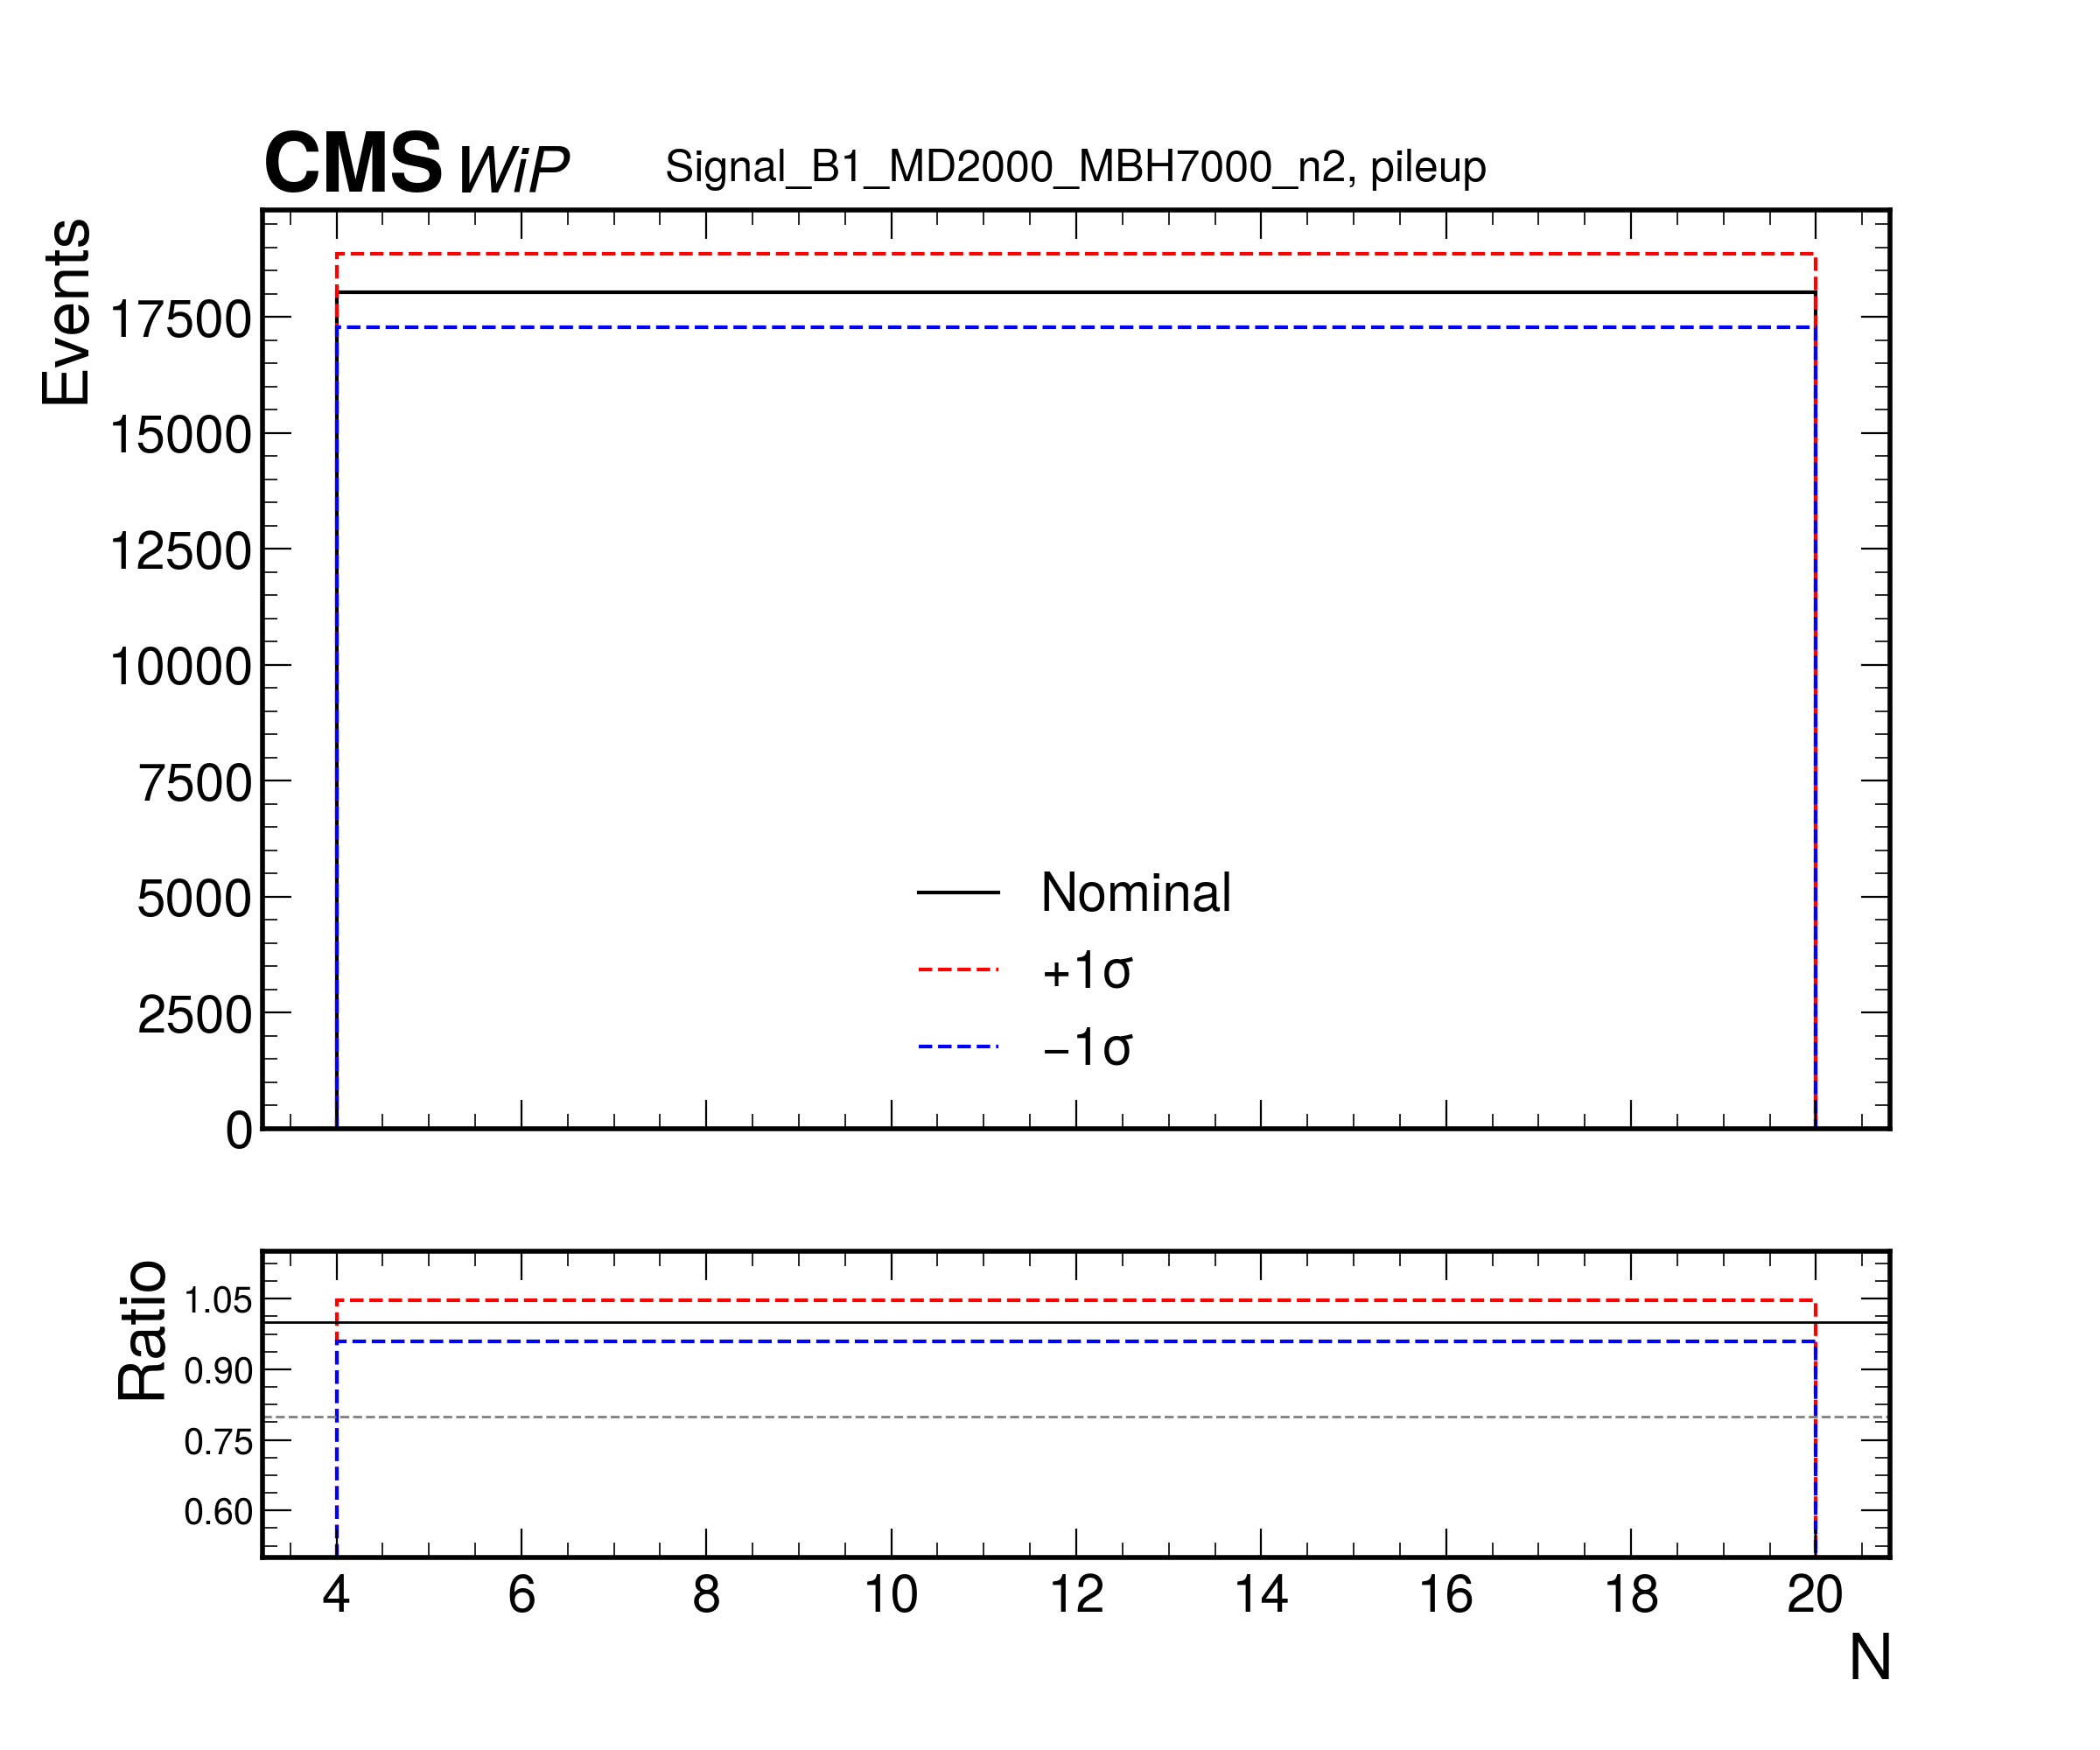 CMS WiP Signal_B1_MD2000_MBH7000_n2, pileup
Events
17500
15000
12500
10000
7500
5000
2500
0
Nominal
+1σ
−1σ
Ratio
1.05
0.90
0.75
0.60
4 6 8 10 12 14 16 18 20
N